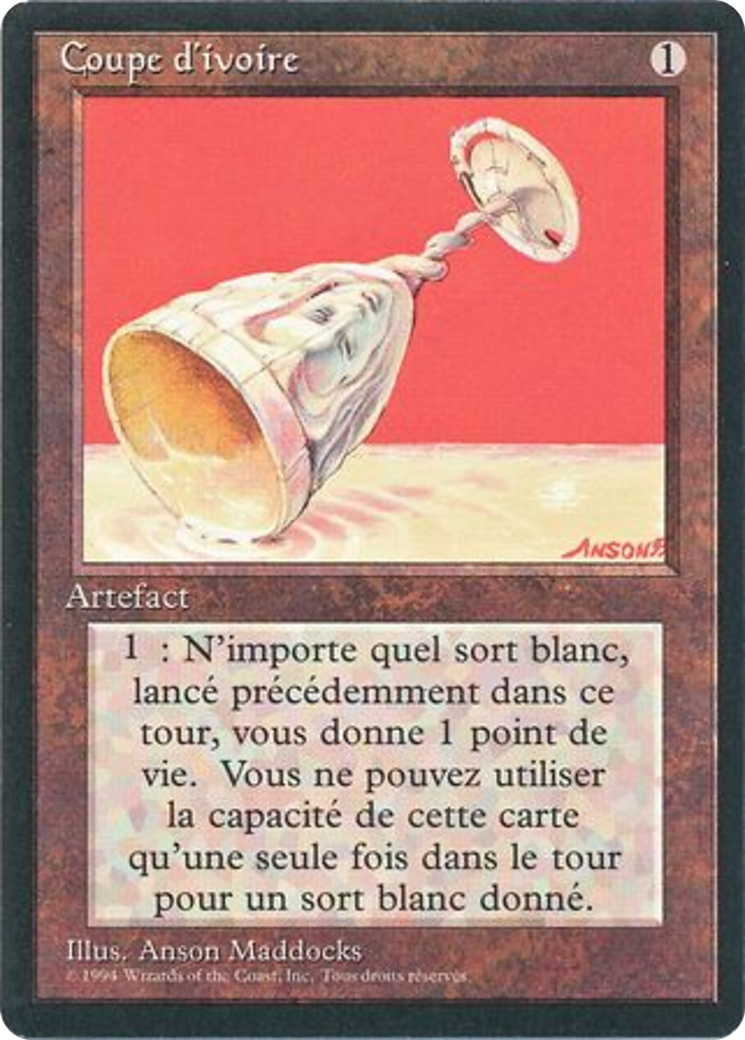 Coupe d'ivoire 1
ANSON93
Artefact
1 : N'importe quel sort blanc,
lancé précédemment dans ce
tour, vous donne 1 point de
vie. Vous ne pouvez utiliser
la capacité de cette carte
qu'une seule fois dans le tour
pour un sort blanc donné.
Illus. Anson Maddocks
© 1994 Wizards of the Coast, Inc. Tous droits réservés.